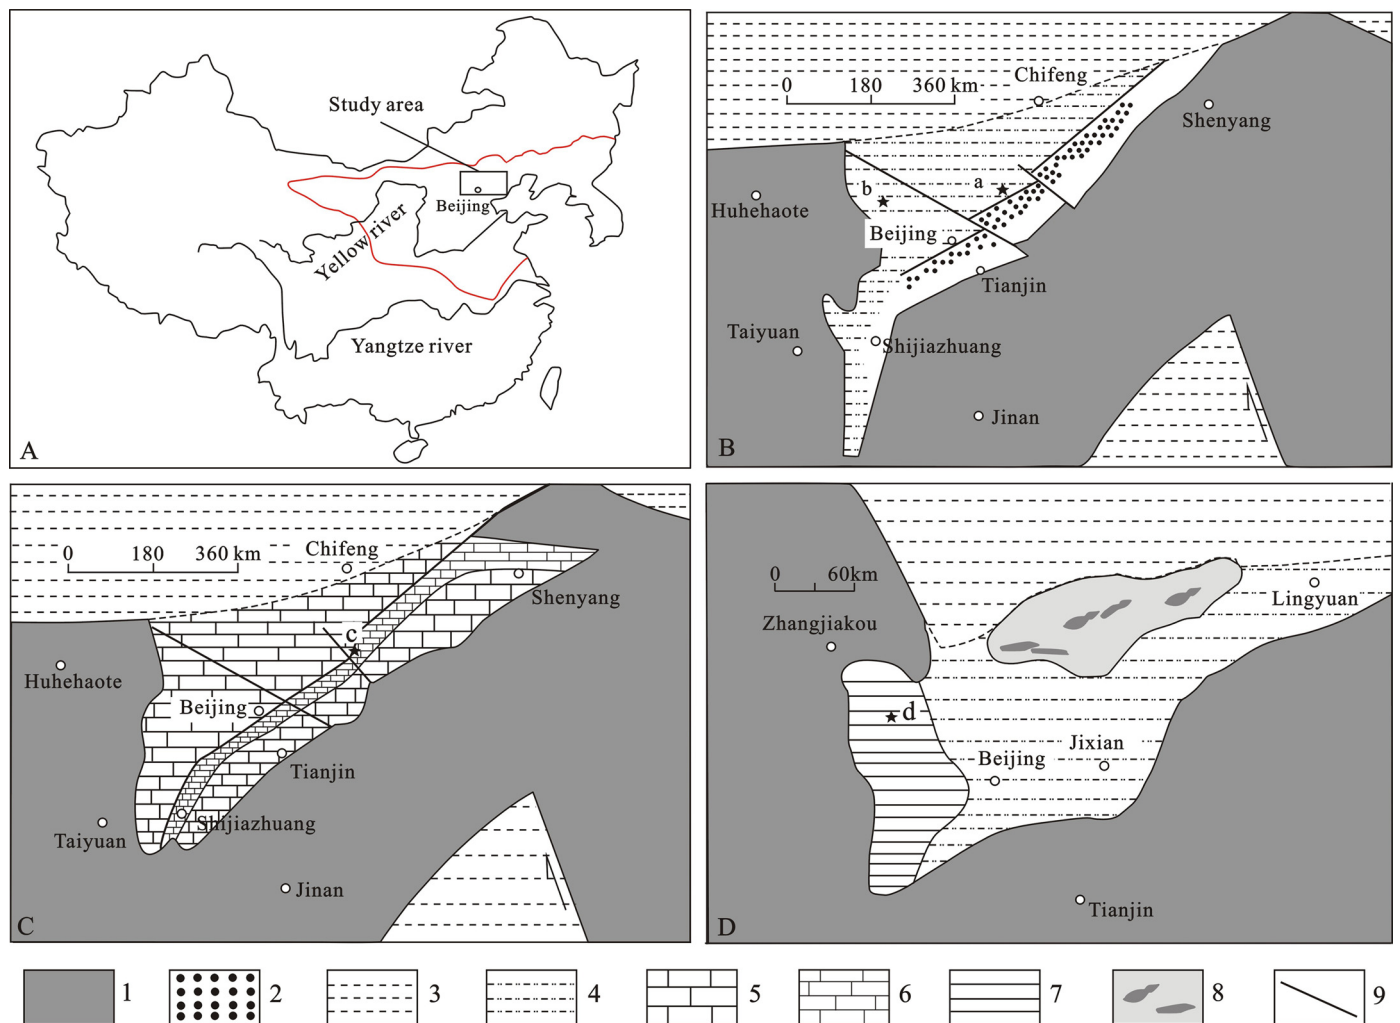 Study area
Beijing
Yellow river
Yangtze river
A
0 180 360 km
Chifeng
Shenyang
a
b
Huhehaote
Beijing
Tianjin
Taiyuan
Shijiazhuang
Jinan
B
0 180 360 km
Chifeng
Shenyang
c
Huhehaote
Beijing
Tianjin
Shijiazhuang
Taiyuan
Jinan
C
0 60km
Lingyuan
Zhangjiakou
d
Jixian
Beijing
Tianjin
D
1 2 3 4 5 6 7 8 9